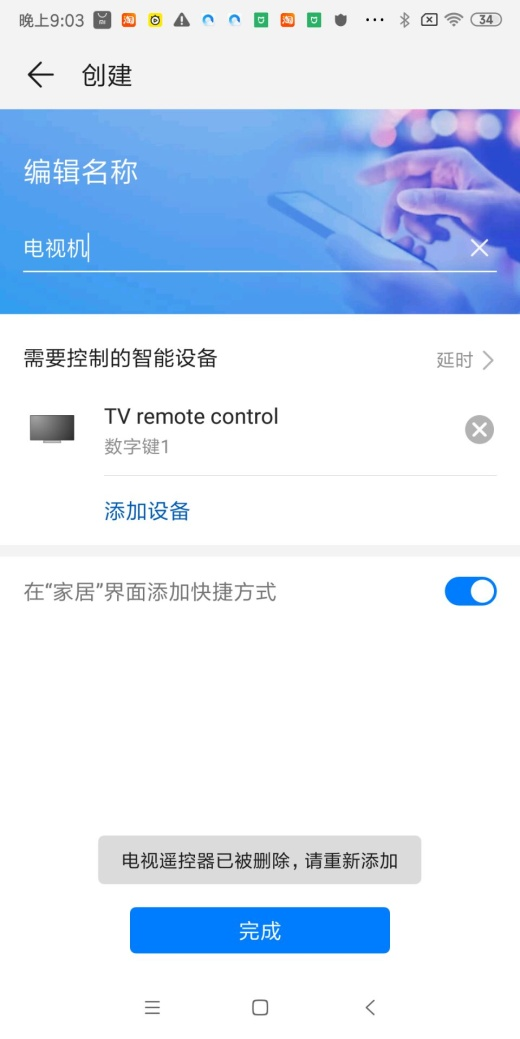 晚上9:03
34
创建
编辑名称
电视机
需要控制的智能设备
延时
TV remote control
数字键1
添加设备
在“家居”界面添加快捷方式
电视遥控器已被删除，请重新添加
完成